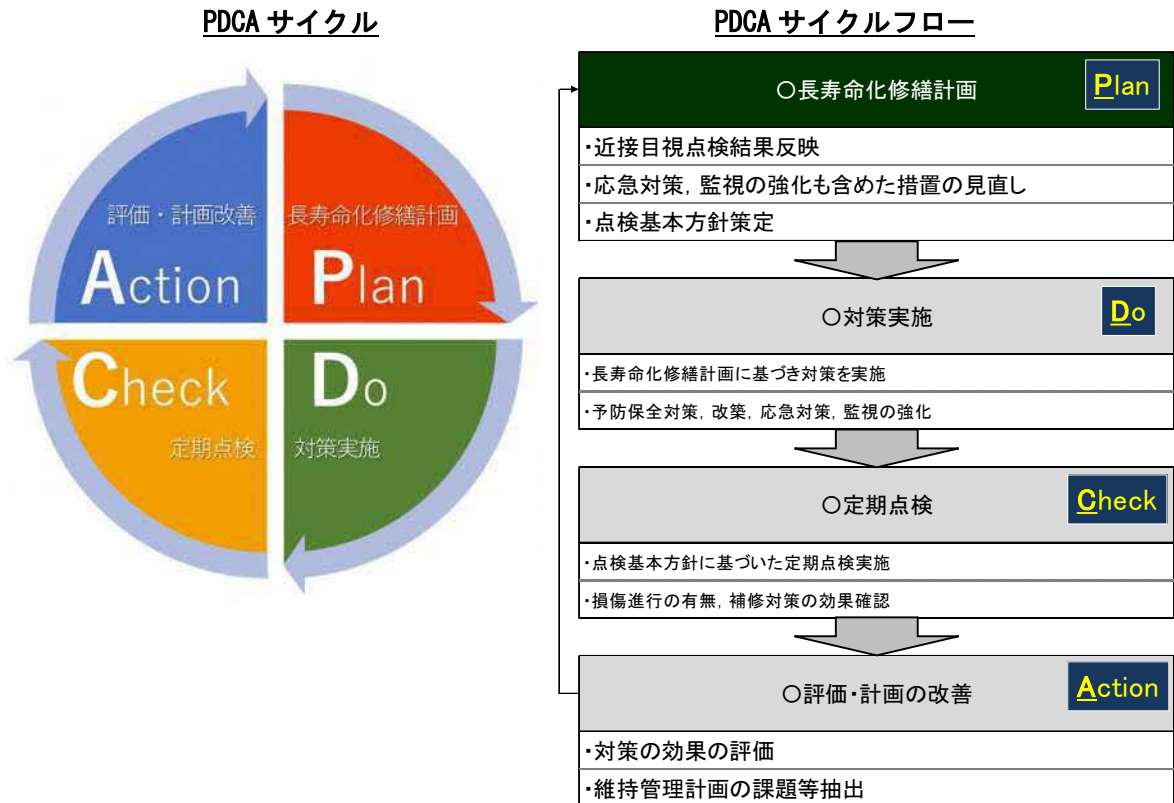 PDCA サイクル
評価・計画改善
Action
長寿命化修繕計画
Plan
Check
定期点検
Do
対策実施
PDCA サイクルフロー
〇長寿命化修繕計画
Plan
・近接目視点検結果反映
・応急対策，監視の強化も含めた措置の見直し
・点検基本方針策定
〇対策実施
Do
・長寿命化修繕計画に基づき対策を実施
・予防保全対策，改築，応急対策，監視の強化
〇定期点検
Check
・点検基本方針に基づいた定期点検実施
・損傷進行の有無，補修対策の効果確認
〇評価・計画の改善
Action
・対策の効果の評価
・維持管理計画の課題等抽出